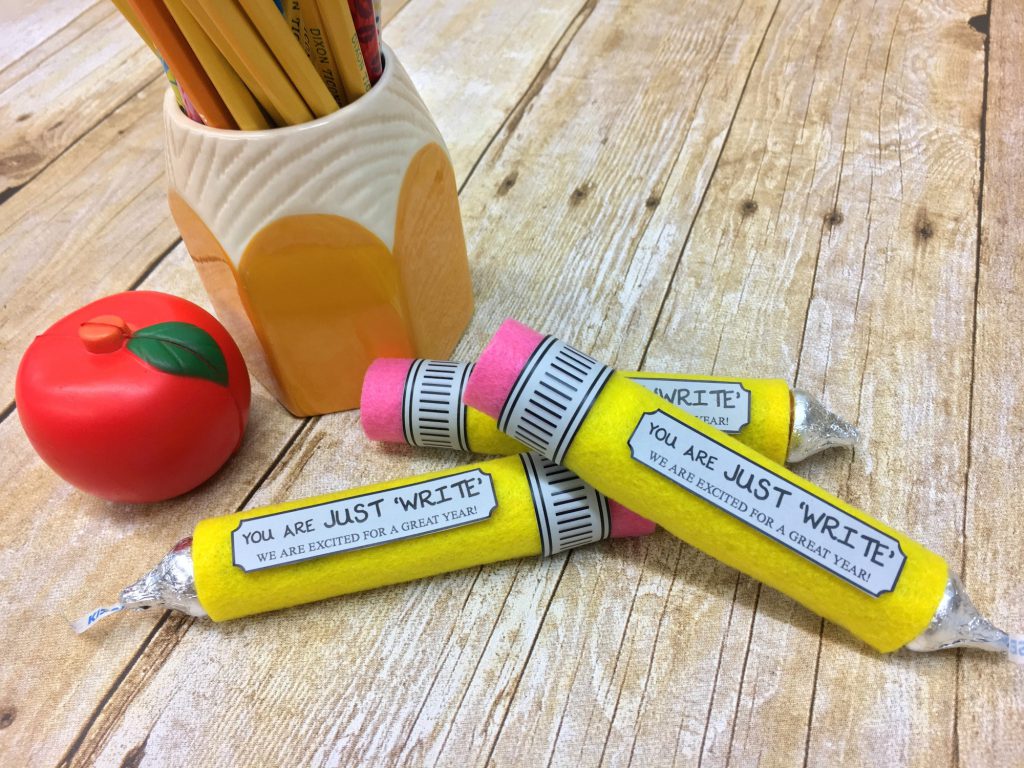 DIXON
'WRITE'
YEAR!
YOU ARE JUST 'WRITE'
WE ARE EXCITED FOR A GREAT YEAR!
YOU ARE JUST 'WRITE'
WE ARE EXCITED FOR A GREAT YEAR!